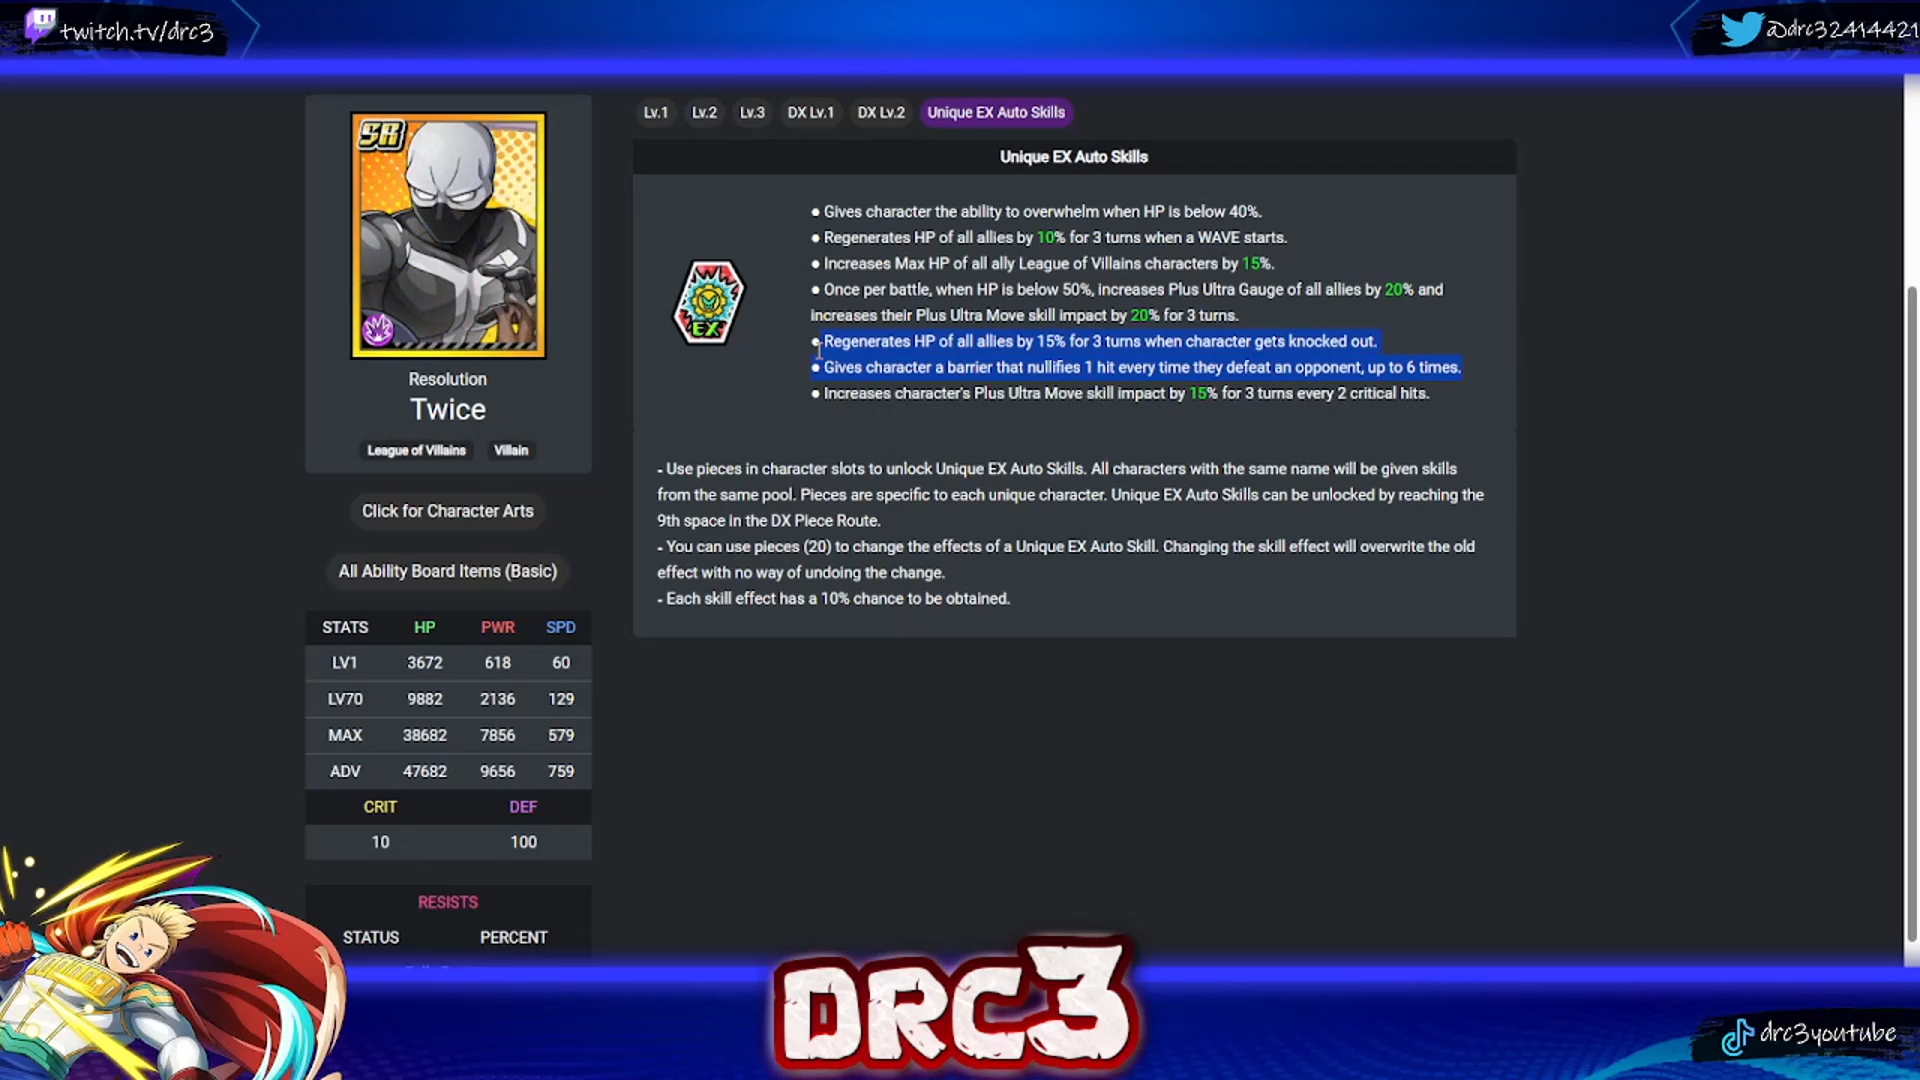 twitch.tv/drc3
@drc32414421
Lv.1 Lv.2 Lv.3 DX Lv.1 DX Lv.2 Unique EX Auto Skills
Unique EX Auto Skills
SR
EX
● Gives character the ability to overwhelm when HP is below 40%.
● Regenerates HP of all allies by 10% for 3 turns when a WAVE starts.
● Increases Max HP of all ally League of Villains characters by 15%.
● Once per battle, when HP is below 50%, increases Plus Ultra Gauge of all allies by 20% and
increases their Plus Ultra Move skill impact by 20% for 3 turns.
● Regenerates HP of all allies by 15% for 3 turns when character gets knocked out.
● Gives character a barrier that nullifies 1 hit every time they defeat an opponent, up to 6 times.
● Increases character's Plus Ultra Move skill impact by 15% for 3 turns every 2 critical hits.
- Use pieces in character slots to unlock Unique EX Auto Skills. All characters with the same name will be given skills
from the same pool. Pieces are specific to each unique character. Unique EX Auto Skills can be unlocked by reaching the
9th space in the DX Piece Route.
- You can use pieces (20) to change the effects of a Unique EX Auto Skill. Changing the skill effect will overwrite the old
effect with no way of undoing the change.
- Each skill effect has a 10% chance to be obtained.
Resolution
Twice
League of Villains Villain
Click for Character Arts
All Ability Board Items (Basic)
STATS HP PWR SPD
LV1 3672 618 60
LV70 9882 2136 129
MAX 38682 7856 579
ADV 47682 9656 759
CRIT DEF
10 100
RESISTS
STATUS PERCENT
DRC3
drc3youtube